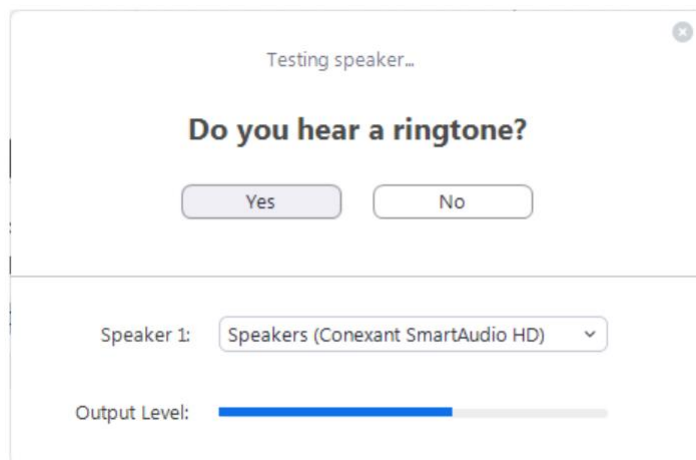 Testing speaker...
Do you hear a ringtone?
Yes No
Speaker 1: Speakers (Conexant SmartAudio HD)
Output Level: